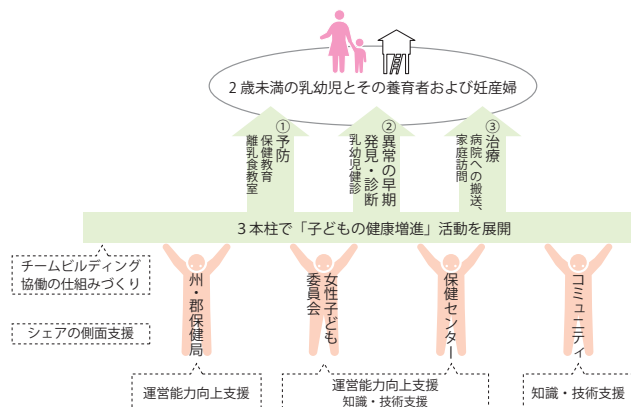 2歳未満の乳幼児とその養育者および妊産婦
①予防
保健教育
離乳食教室
②異常の早期
発見・診断
乳幼児健診
③治療
病院への搬送、
家庭訪問
3本柱で「子どもの健康増進」活動を展開
チームビルディング
協働の仕組みづくり
シェアの側面支援
州・郡保健局
女性子ども
委員会
保健センター
コミュニティ
運営能力向上支援
運営能力向上支援
知識・技術支援
知識・技術支援